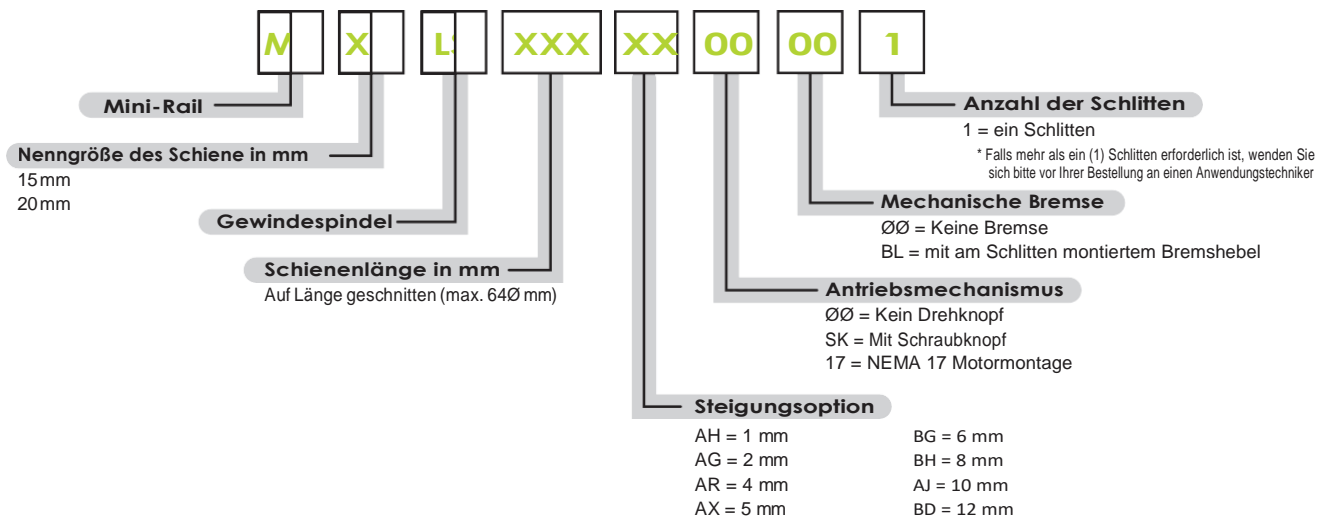 M X L XXX XX 00 00 1
Mini-Rail
Nenngröße des Schiene in mm
15 mm
20 mm
Gewindespindel
Schienenlänge in mm
Auf Länge geschnitten (max. 64Ø mm)
Anzahl der Schlitten
1 = ein Schlitten
* Falls mehr als ein (1) Schlitten erforderlich ist, wenden Sie
sich bitte vor Ihrer Bestellung an einen Anwendungstechniker
Mechanische Bremse
ØØ = Keine Bremse
BL = mit am Schlitten montiertem Bremshebel
Antriebsmechanismus
ØØ = Kein Drehknopf
SK = Mit Schraubknopf
17 = NEMA 17 Motormontage
Steigungsoption
AH = 1 mm
AG = 2 mm
AR = 4 mm
AX = 5 mm
BG = 6 mm
BH = 8 mm
AJ = 10 mm
BD = 12 mm